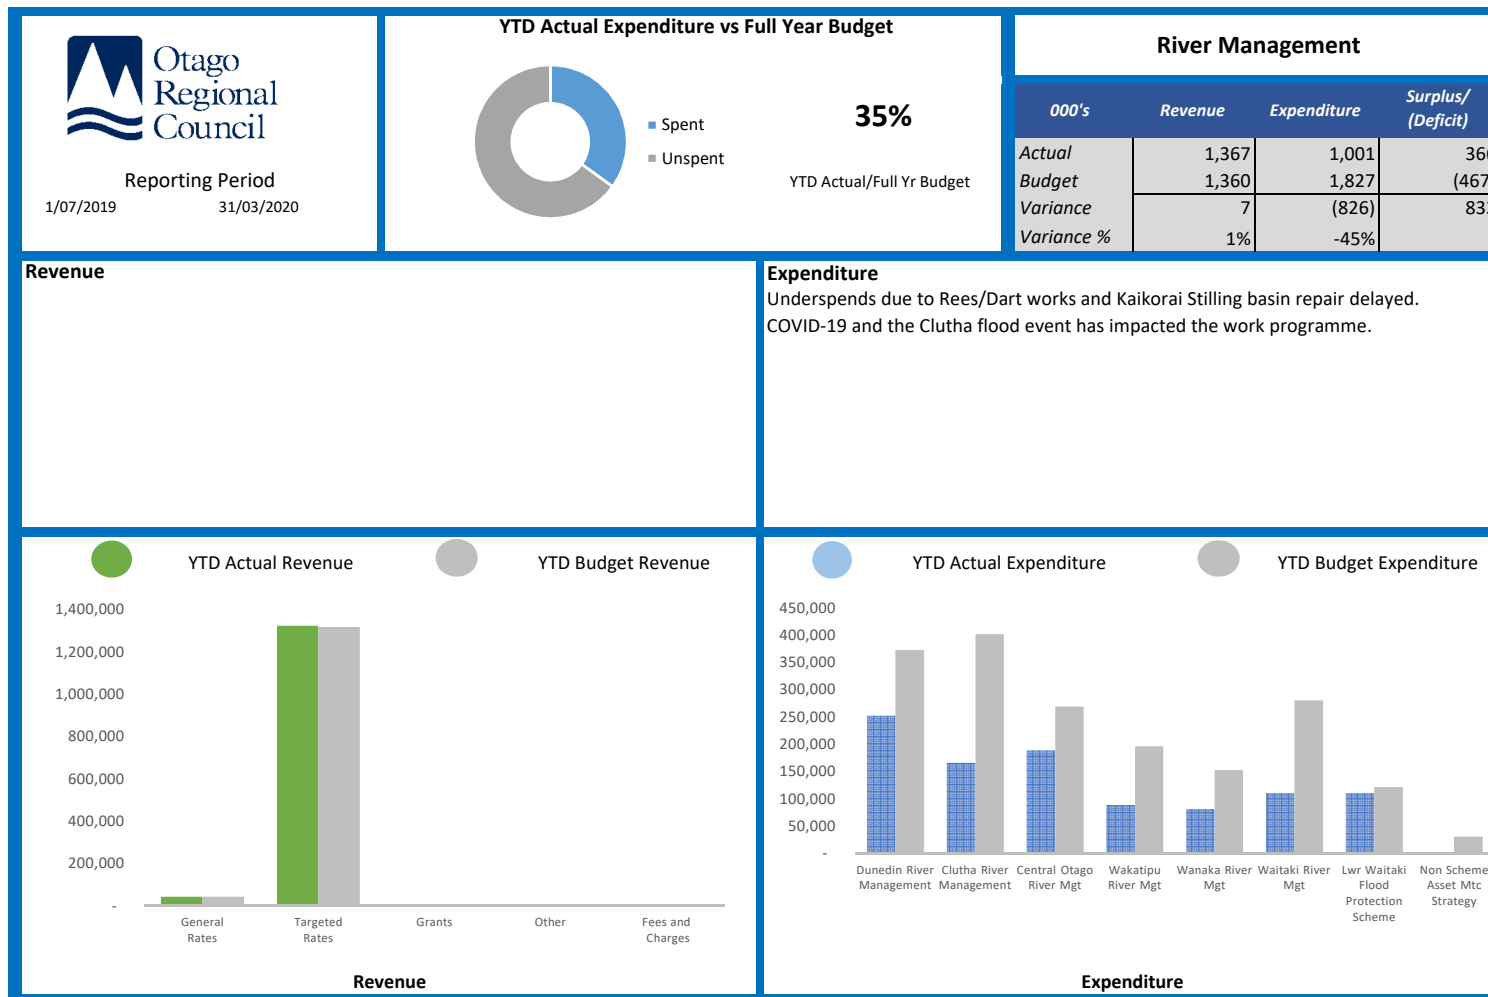 Otago
Regional
Council
Reporting Period
1/07/2019 31/03/2020
YTD Actual Expenditure vs Full Year Budget
Spent
Unspent
35%
YTD Actual/Full Yr Budget
River Management
000's Revenue Expenditure Surplus/ (Deficit)
Actual 1,367 1,001
Budget 1,360 1,827 (467
Variance 7 (826)
Variance % 1% -45%
Revenue
Expenditure
Underspends due to Rees/Dart works and Kaikorai Stilling basin repair delayed.
COVID-19 and the Clutha flood event has impacted the work programme.
YTD Actual Revenue YTD Budget Revenue
1,400,000
1,200,000
1,000,000
800,000
600,000
400,000
200,000
-
General Rates
Targeted Rates
Grants
Other
Fees and Charges
Revenue
YTD Actual Expenditure YTD Budget Expenditure
450,000
400,000
350,000
300,000
250,000
200,000
150,000
100,000
50,000
-
Dunedin River Management
Clutha River Management
Central Otago River Mgt
Wakatipu River Mgt
Wanaka River Mgt
Waitaki River Mgt
Lwr Waitaki Flood Protection Scheme
Non Scheme Asset Mtc Strategy
Expenditure